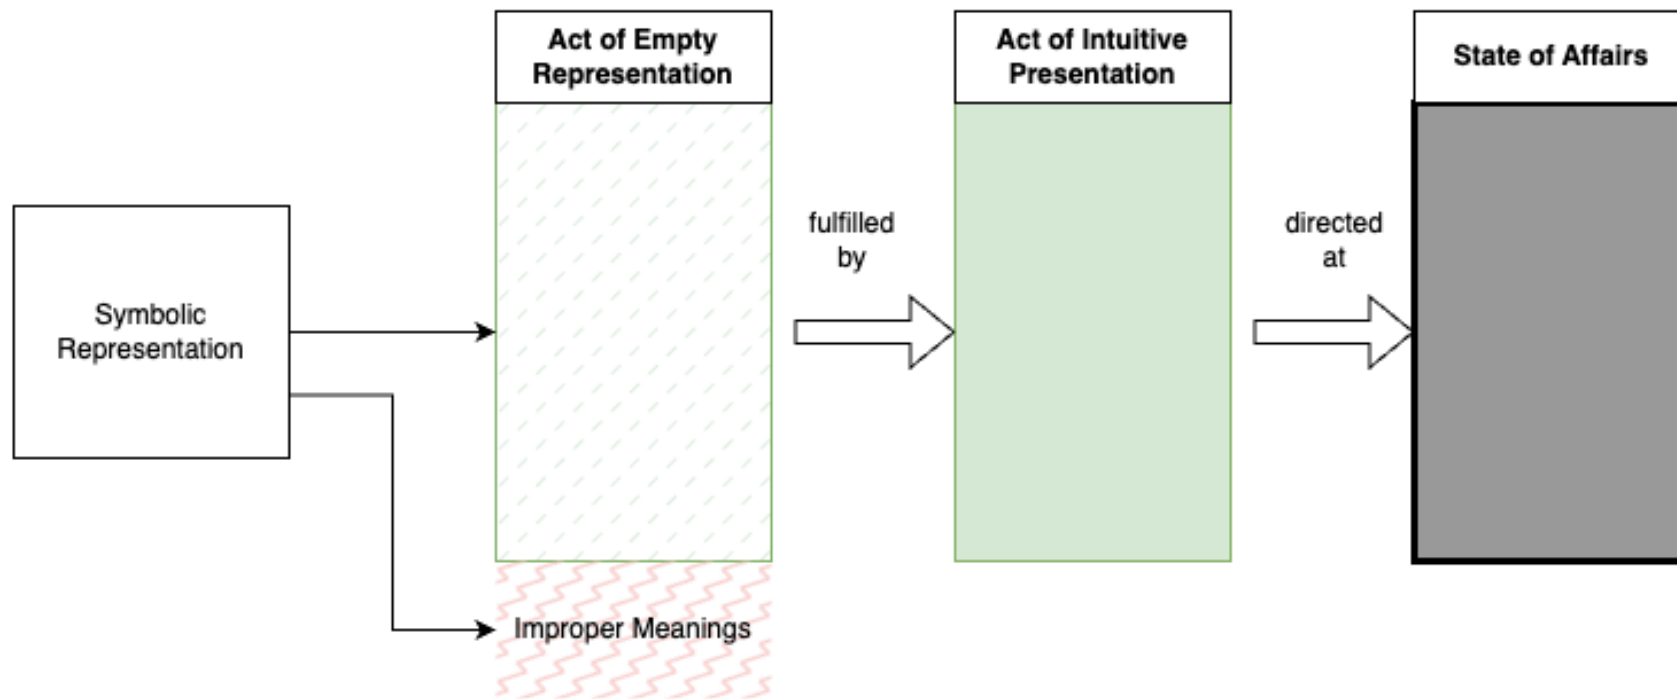 Act of Empty
Representation
Act of Intuitive
Presentation
State of Affairs
fulfilled
by
directed
at
Symbolic
Representation
Improper Meanings